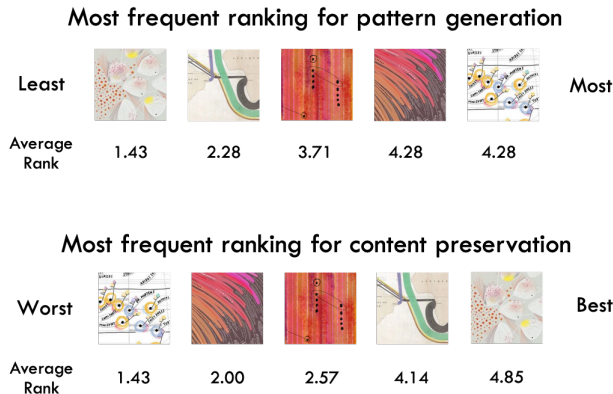 Most frequent ranking for pattern generation
Least
Most
Average
Rank
1.43 2.28 3.71 4.28 4.28
Most frequent ranking for content preservation
Worst
Best
Average
Rank
1.43 2.00 2.57 4.14 4.85